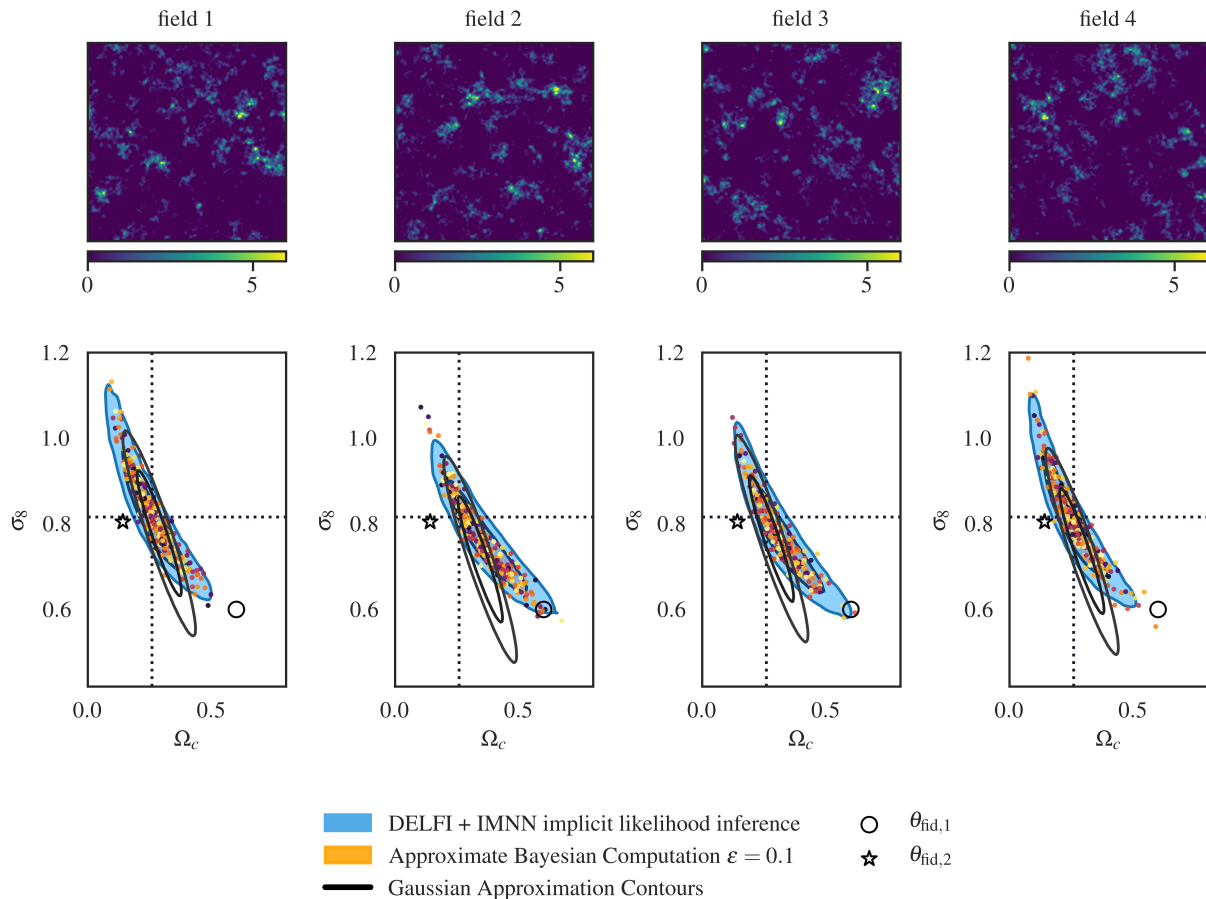 field 1 field 2 field 3 field 4
0 5 0 5 0 5 0 5
1.2 1.2 1.2 1.2
1.0 1.0 1.0 1.0
σ8 0.8 σ8 0.8 σ8 0.8 σ8 0.8
0.6 0.6 0.6 0.6
0.0 0.5 0.0 0.5 0.0 0.5 0.0 0.5
Ωc Ωc Ωc Ωc
DELFI + IMNN implicit likelihood inference θfid,1
Approximate Bayesian Computation ε = 0.1 θfid,2
Gaussian Approximation Contours